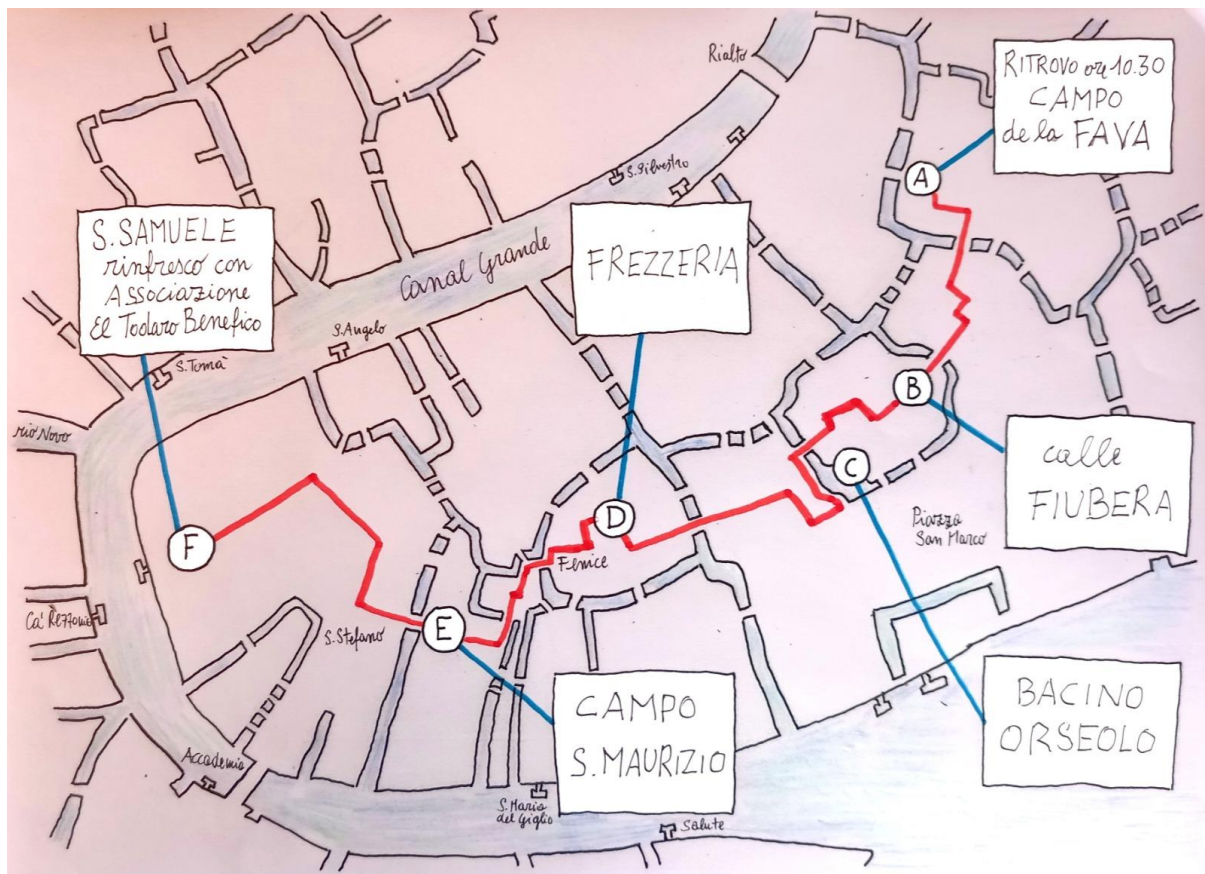 Rialto
RITROVO ore 10.30
CAMPO
de la FAVA
S. Silvestro
A
S. SAMUELE
rinfresco con
Associazione
El Todaro Benefico
FREZZERIA
Canal Grande
S. Angelo
S. Tomà
B
rio Novo
calle
FIUBERA
C
D
Piazza
San Marco
F
Fenice
Ca' Rezzonico
S. Stefano
E
CAMPO
S. MAURIZIO
BACINO
ORSEOLO
Accademia
S. Maria
del Giglio
Salute